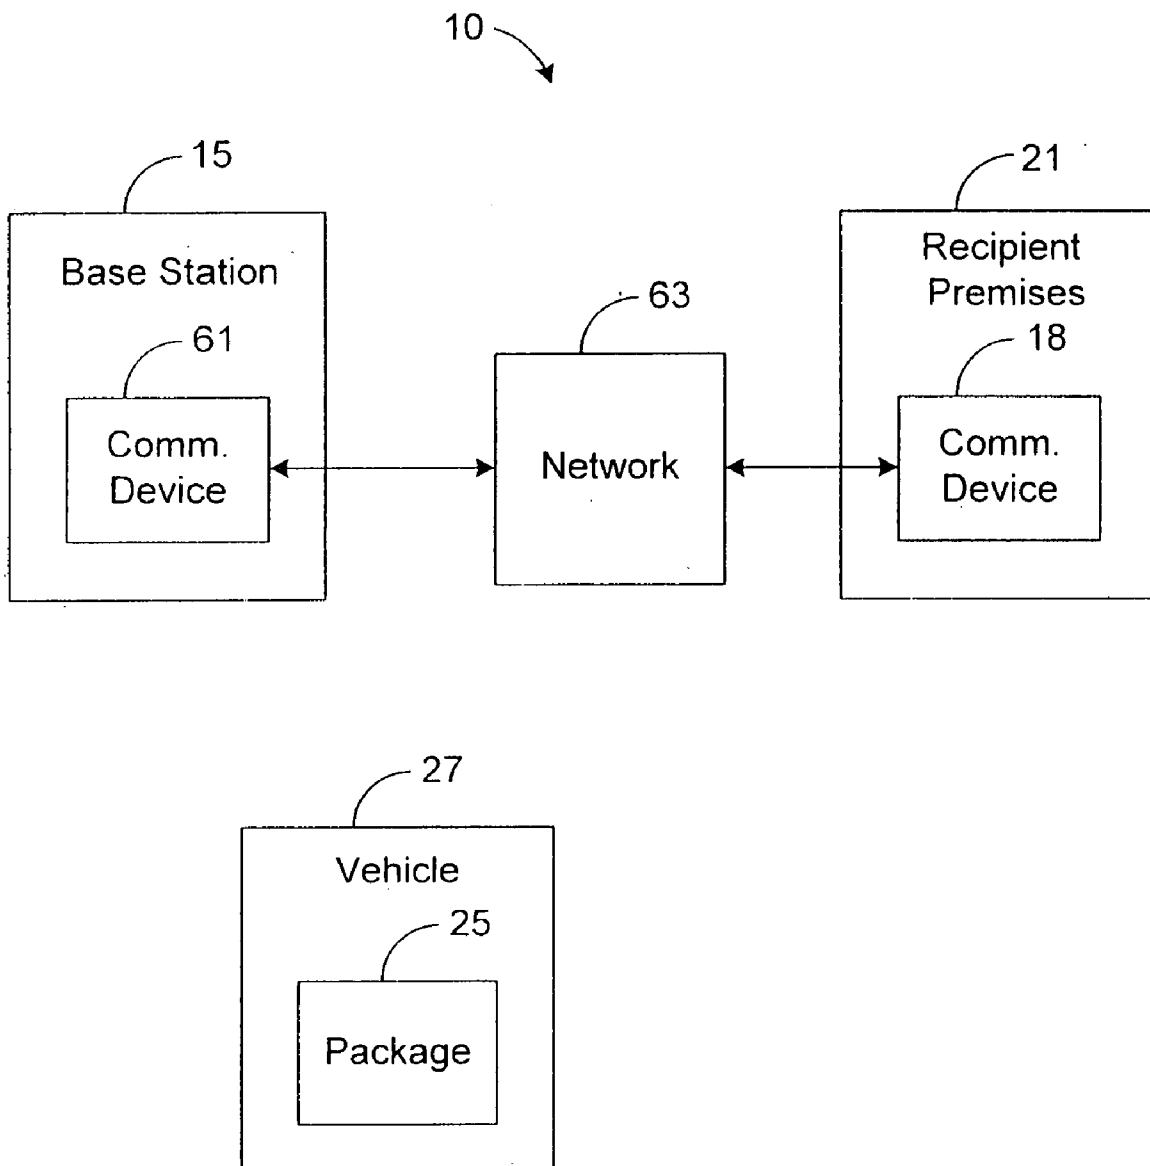 10
15
21
Base Station
Recipient
Premises
63
61
18
Comm.
Device
Network
Comm.
Device
27
Vehicle
25
Package